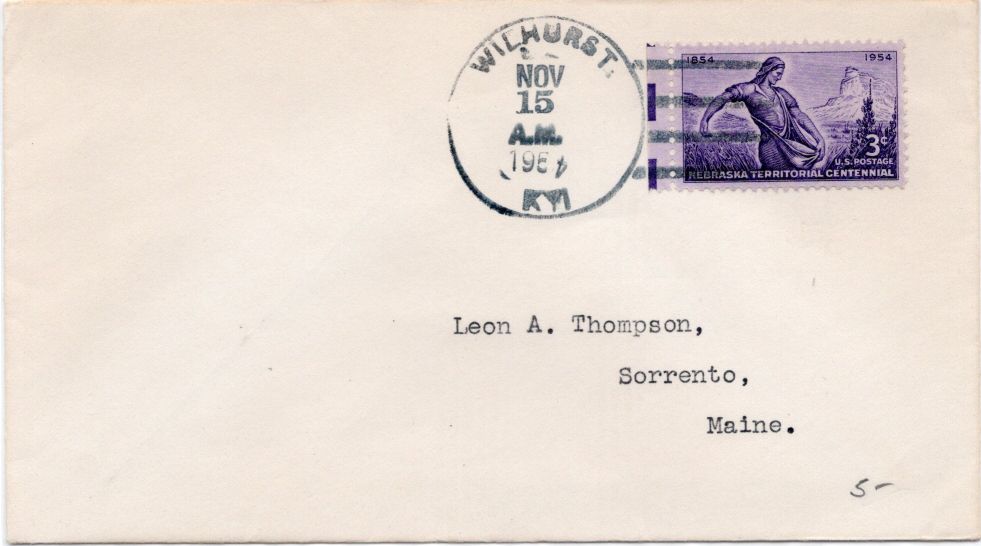 WILHURST.
NOV
15
A.M.
KY
1854 1954
3¢
U.S. POSTAGE
NEBRASKA TERRITORIAL CENTENNIAL
Leon A. Thompson,
Sorrento,
Maine.
5-